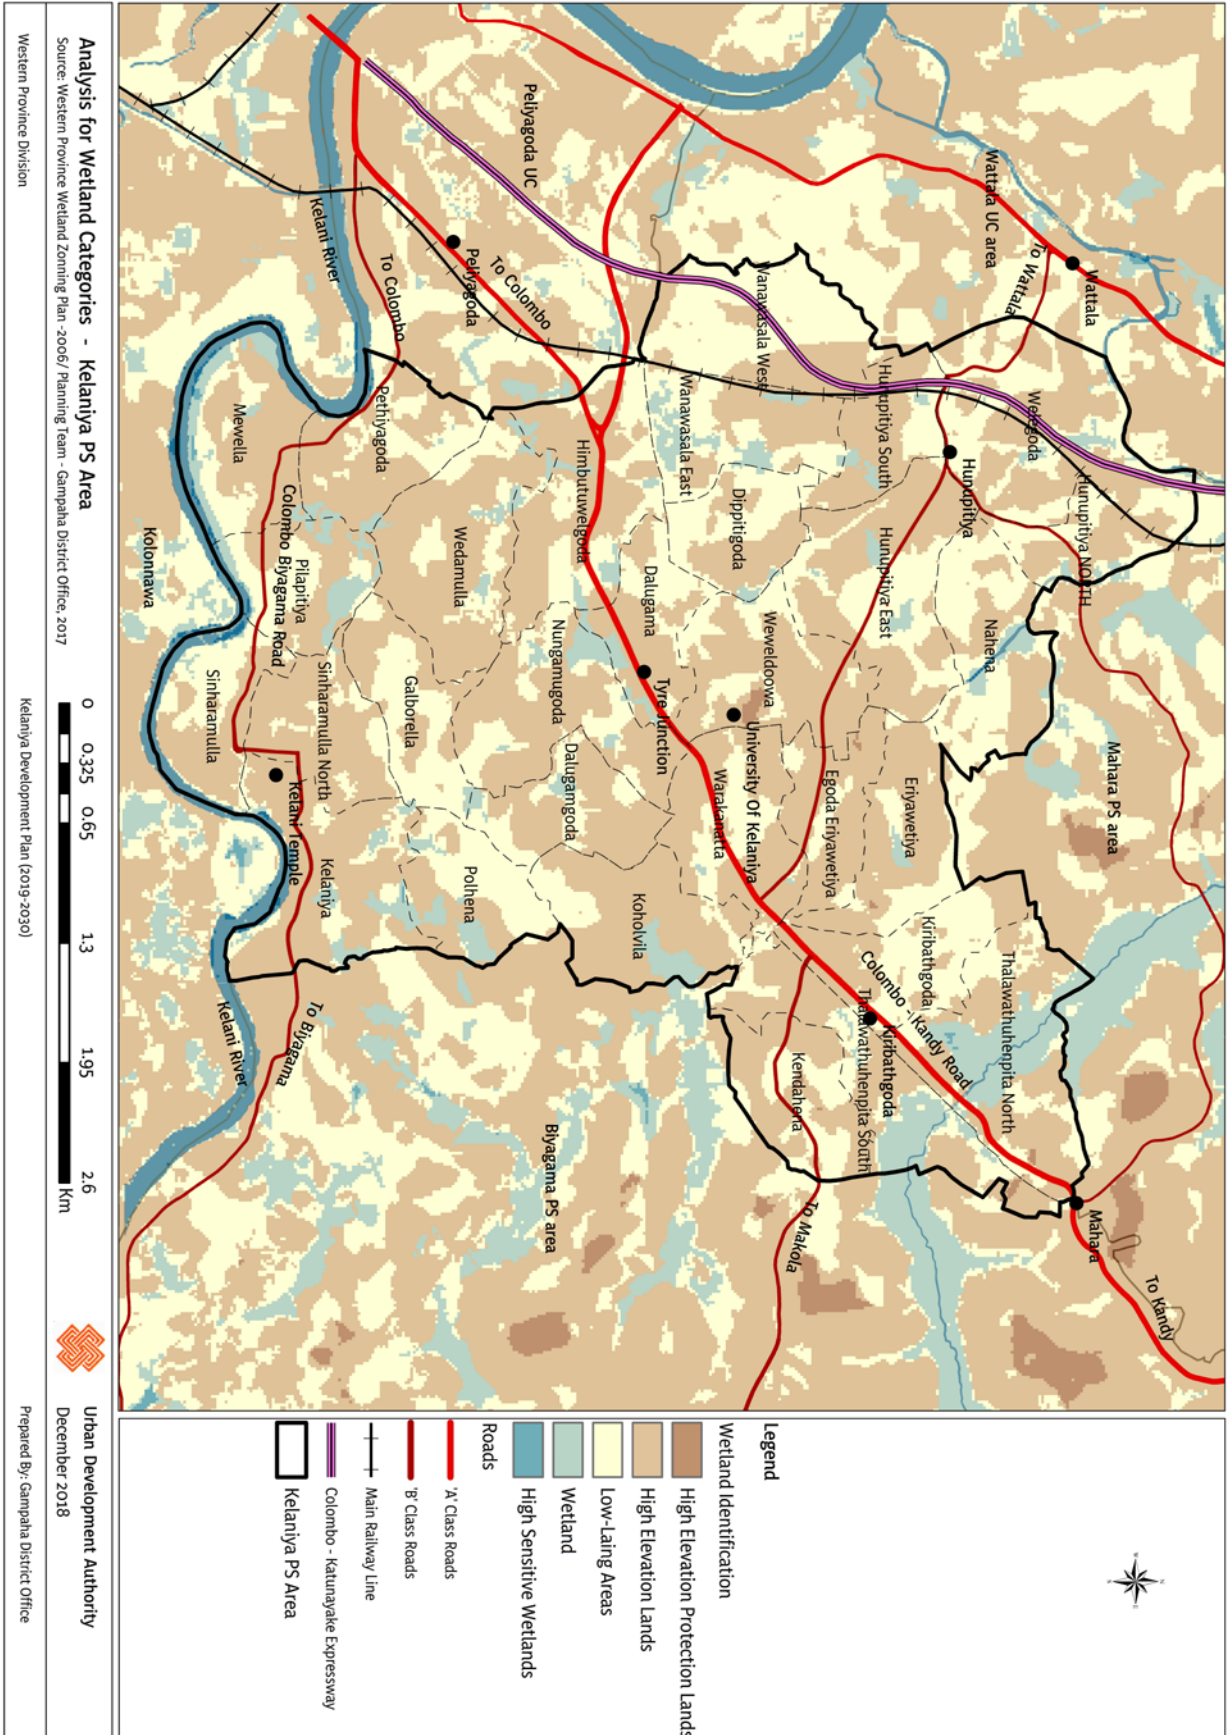 Wattala UC area
To Wattala
Wattala
Peliyagoda UC
Wanawasala West
Hunupitiya South
Welegoda
Hunupitiya
Hunupitiya NORTH
Kelani River
To Colombo
Peliyagoda
To Colombo
Wanawasala East
Dippitigoda
Hunupitiya East
Nahena
Mahara PS area
Mewella
Pethiyagoda
Himbutuwelgoda
Dalugama
Weweldoowa
Wedamulla
Nungamugoda
Tyre Junction
University Of Kelaniya
Egoda Eriyawetiya
Eriyawetiya
Colombo Biyagama Road
Pilapitiya
Kolonnawa
Sinharamulla
Sinharamulla North
Galborella
Dalugamgoda
Warakanatta
Kiribathgoda
Thalawathuhenpita North
Kelani Temple
Kelaniya
Polhena
Koholvila
Colombo - Kandy Road
Kiribathgoda
Thalawathuhenpita South
Kendahena
Kelani River
To Biyagama
Biyagama PS area
To Makola
Mahara
To Kandy
Legend
Wetland Identification
High Elevation Protection Lands
High Elevation Lands
Low-Laing Areas
Wetland
High Sensitive Wetlands
Roads
'A' Class Roads
'B' Class Roads
Main Railway Line
Colombo - Katunayake Expressway
Kelaniya PS Area
Analysis for Wetland Categories - Kelaniya PS Area
Source: Western Province Wetland Zonning Plan -2006/ Planning Team - Gampaha District Office, 2017
0 0.325 0.65 1.3 1.95 2.6
Km
Urban Development Authority
December 2018
Western Province Division
Kelaniya Development Plan (2019-2030)
Prepared By: Gampaha District Office